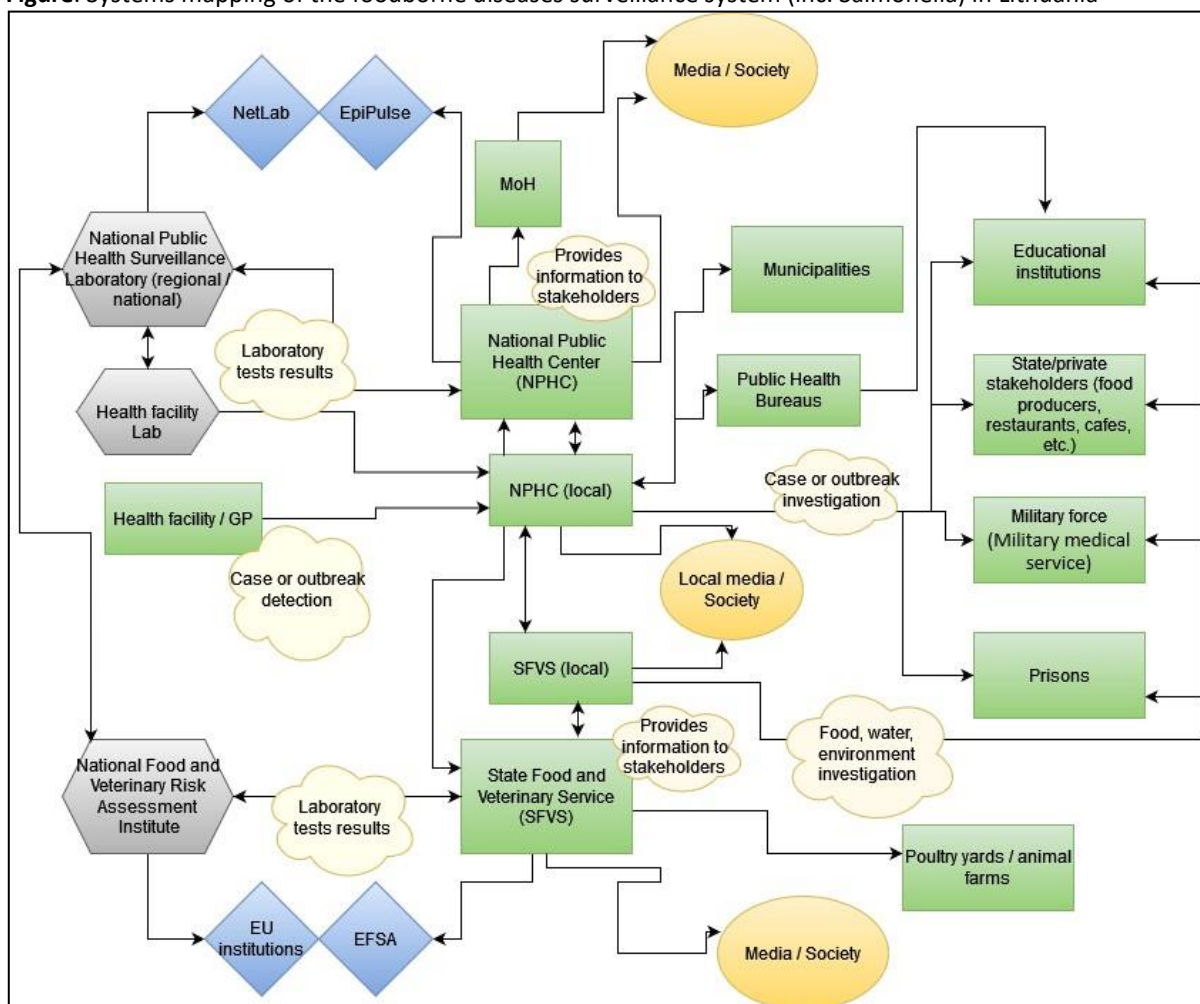 Figure: Systems mapping of the foodborne diseases surveillance system (inc. Salmonella) in Lithuania
NetLab
EpiPulse
Media / Society
MoH
National Public
Health Surveillance
Laboratory (regional /
national)
Provides
information to
stakeholders
Municipalities
Educational
institutions
Laboratory
tests results
National Public
Health Center
(NPHC)
Public Health
Bureaus
State/private
stakeholders (food
producers,
restaurants, cafes,
etc.)
Health facility
Lab
NPHC (local)
Case or outbreak
investigation
Health facility / GP
Military force
(Military medical
service)
Case or outbreak
detection
Local media /
Society
SFVS (local)
Prisons
Provides
information to
stakeholders
Food, water,
environment
investigation
National Food and
Veterinary Risk
Assessment
Institute
Laboratory
tests results
State Food and
Veterinary Service
(SFVS)
Poultry yards / animal
farms
EU
institutions
EFSA
Media / Society